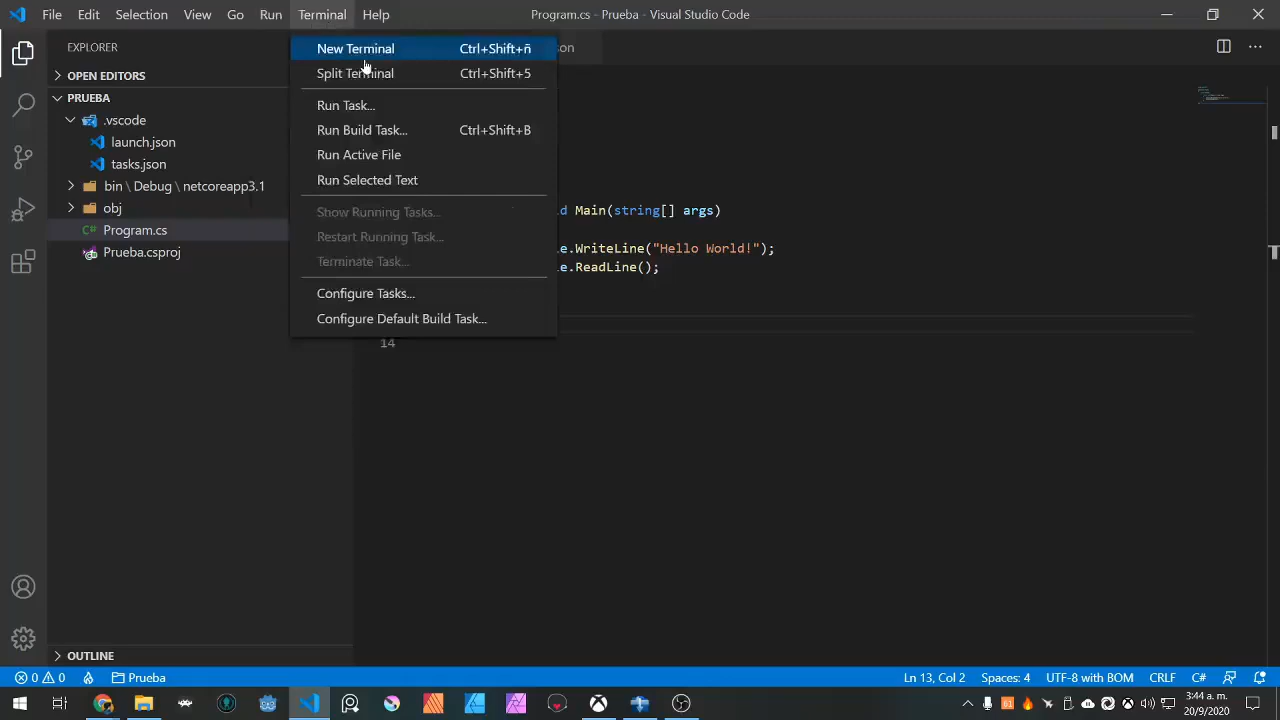 File Edit Selection View Go Run Terminal Help
Program.cs - Prueba - Visual Studio Code
EXPLORER
OPEN EDITORS
PRUEBA
.vscode
launch.json
tasks.json
bin \ Debug \ netcoreapp3.1
obj
Program.cs
Prueba.csproj
OUTLINE
New Terminal Ctrl+Shift+ñ
Split Terminal Ctrl+Shift+5
Run Task...
Run Build Task... Ctrl+Shift+B
Run Active File
Run Selected Text
Show Running Tasks...
Restart Running Task...
Terminate Task...
Configure Tasks...
Configure Default Build Task...
on
d Main(string[] args)
e.WriteLine("Hello World!");
e.ReadLine();
14
0 0 Prueba
Ln 13, Col 2 Spaces: 4 UTF-8 with BOM CRLF C#
61
3:44 a. m.
20/9/2020